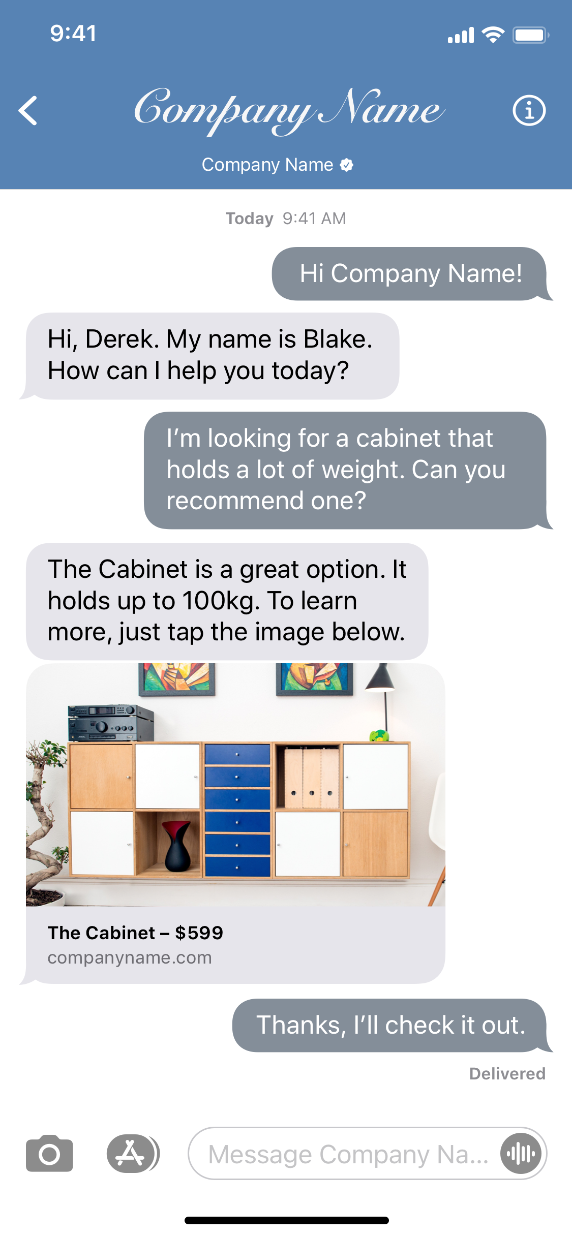 9:41
Company Name
Company Name
Today 9:41 AM
Hi Company Name!
Hi, Derek. My name is Blake.
How can I help you today?
I’m looking for a cabinet that
holds a lot of weight. Can you
recommend one?
The Cabinet is a great option. It
holds up to 100kg. To learn
more, just tap the image below.
The Cabinet – $599
companyname.com
Thanks, I’ll check it out.
Delivered
Message Company Na...